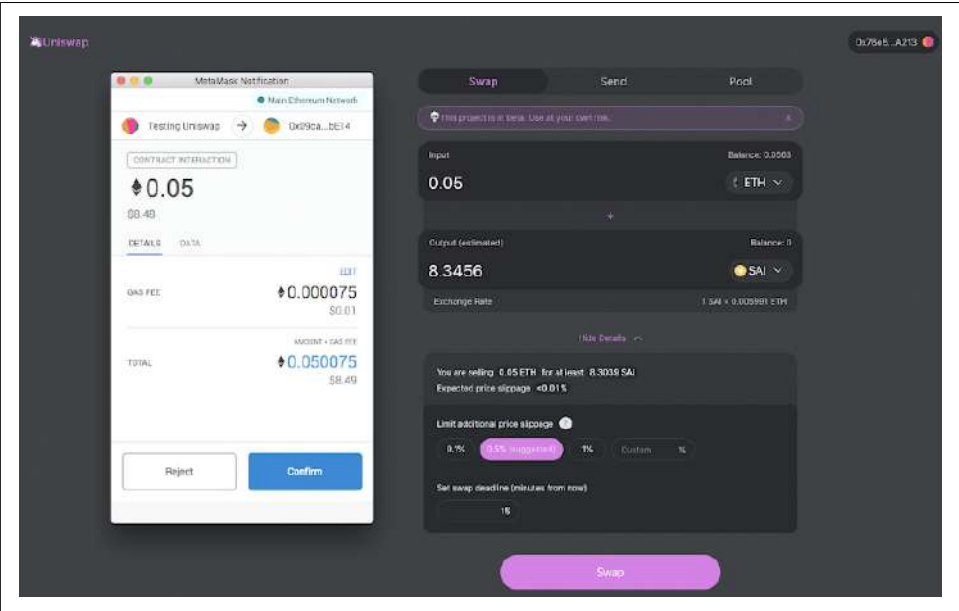 Uniswap
0x76e5...A213
MetaMask Notification
Main Ethereum Network
Testing Uniswap
0x09ca...bE14
CONTRACT INTERACTION
0.05
$8.49
DETAILS DATA
EDIT
GAS FEE
0.000075
$0.01
AMOUNT + GAS FEE
TOTAL
0.050075
$8.49
Reject
Confirm
Swap Send Pool
This project is in beta. Use at your own risk.
Input Balance: 0.0563
0.05 ETH
Output (estimated) Balance: 0
8.3456 SAI
Exchange Rate 1 SAI = 0.005991 ETH
Hide Details
You are selling 0.05 ETH for at least 8.3039 SAI
Expected price slippage <0.01%
Limit additional price slippage ?
0.1% 0.5% (suggested) 1% Custom %
Set swap deadline (minutes from now)
15
Swap